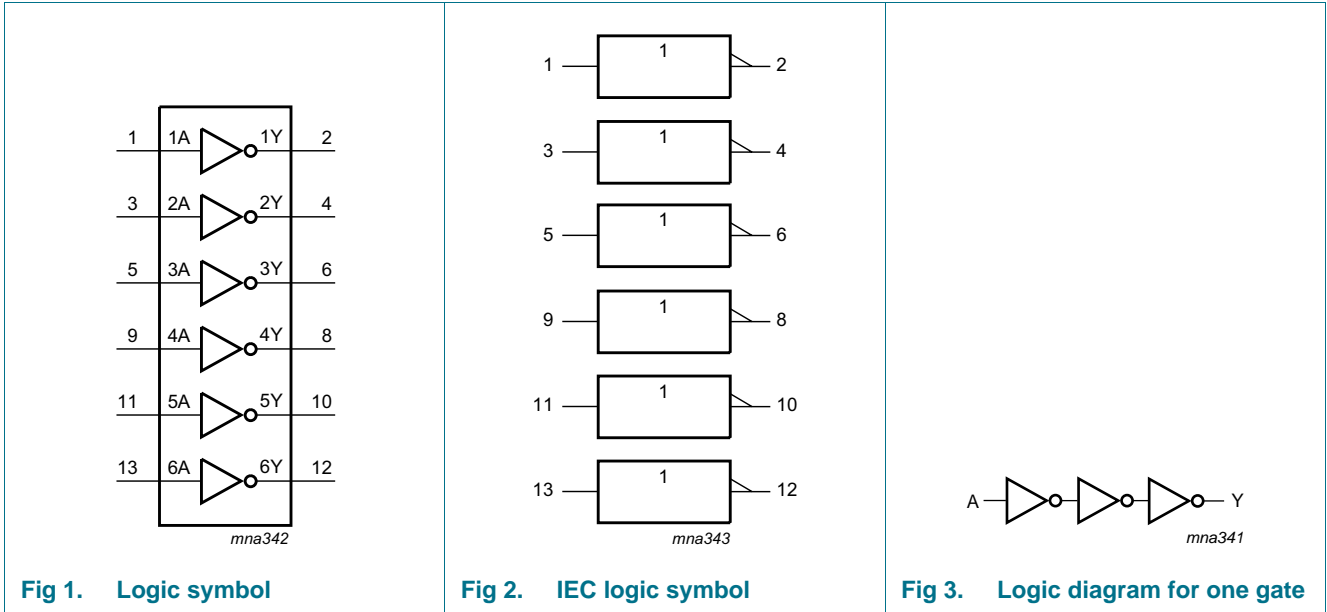 1 1A 1Y 2
3 2A 2Y 4
5 3A 3Y 6
9 4A 4Y 8
11 5A 5Y 10
13 6A 6Y 12
mna342
Fig 1. Logic symbol
1 1 2
3 1 4
5 1 6
9 1 8
11 1 10
13 1 12
mna343
Fig 2. IEC logic symbol
A Y
mna341
Fig 3. Logic diagram for one gate